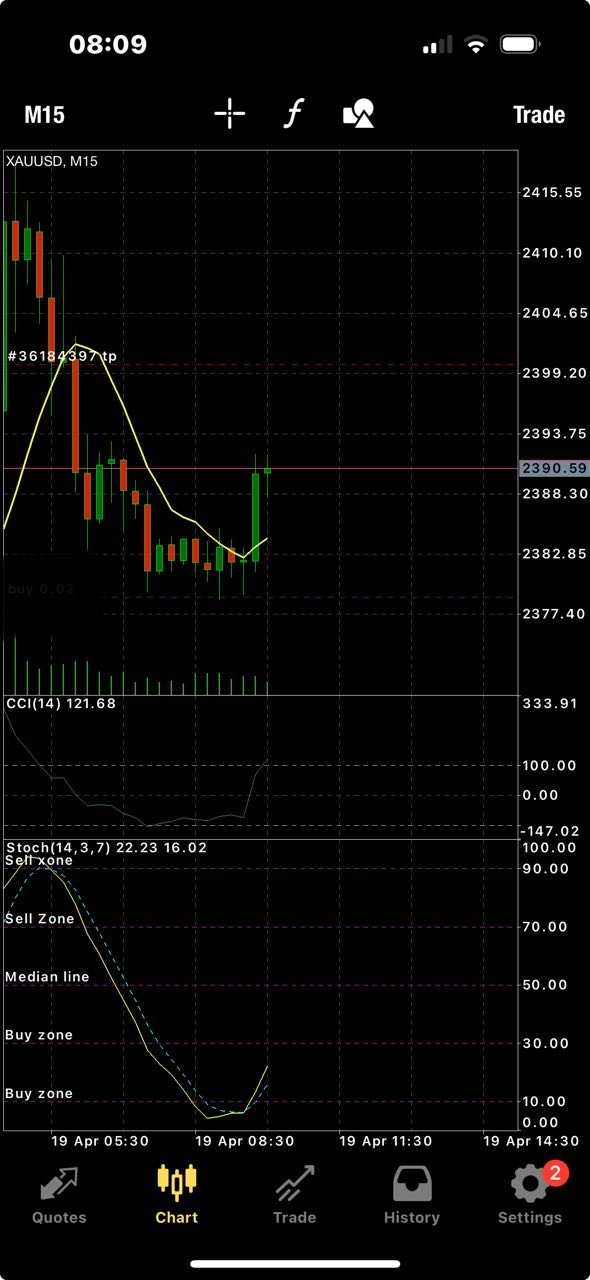 08:09
M15
f
Trade
XAUUSD, M15
2415.55
2410.10
2404.65
#36184397 tp
2399.20
2393.75
2390.59
2388.30
2382.85
buy 0.02
2377.40
CCI(14) 121.68
333.91
100.00
0.00
-147.02
Stoch(14,3,7) 22.23 16.02
100.00
Sell xone
90.00
Sell Zone
70.00
Median line
50.00
Buy zone
30.00
Buy zone
10.00
0.00
19 Apr 05:30 19 Apr 08:30 19 Apr 11:30 19 Apr 14:30
2
Quotes Chart Trade History Settings